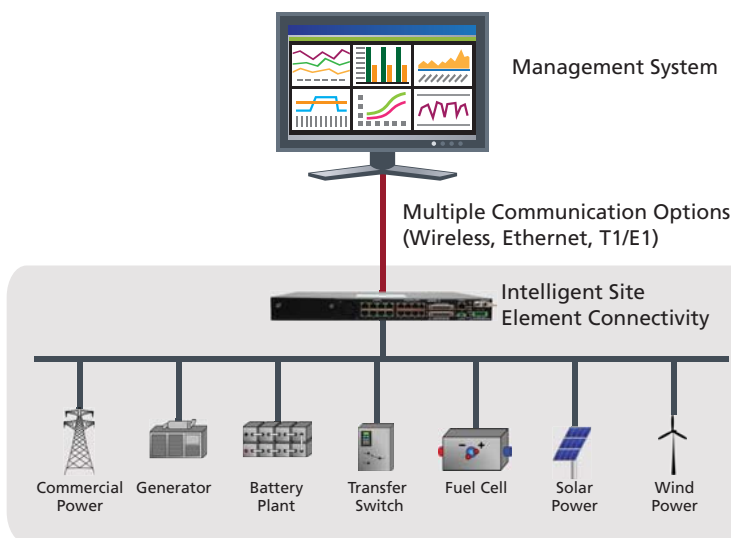 Management System
Multiple Communication Options
(Wireless, Ethernet, T1/E1)
Intelligent Site
Element Connectivity
Commercial
Power
Generator
Battery
Plant
Transfer
Switch
Fuel Cell
Solar
Power
Wind
Power